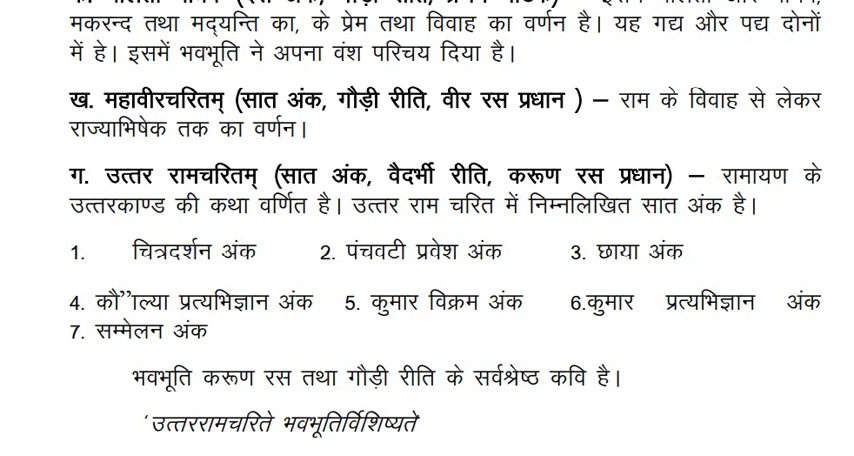 मकरन्द तथा मद्यन्ति का, के प्रेम तथा विवाह का वर्णन है। यह गद्य और पद्य दोनों
में हे। इसमें भवभूति ने अपना वंश परिचय दिया है।
ख. महावीरचरितम् (सात अंक, गौड़ी रीति, वीर रस प्रधान ) – राम के विवाह से लेकर
राज्याभिषेक तक का वर्णन।
ग. उत्तर रामचरितम् (सात अंक, वैदर्भी रीति, करूण रस प्रधान) – रामायण के
उत्तरकाण्ड की कथा वर्णित है। उत्तर राम चरित में निम्नलिखित सात अंक है।
1. चित्रदर्शन अंक 2. पंचवटी प्रवेश अंक 3. छाया अंक
4. कौ”ाल्या प्रत्यभिज्ञान अंक 5. कुमार विक्रम अंक 6.कुमार प्रत्यभिज्ञान अंक
7. सम्मेलन अंक
भवभूति करूण रस तथा गौड़ी रीति के सर्वश्रेष्ठ कवि है।
‘उत्तररामचरिते भवभूतिर्विशिष्यते’